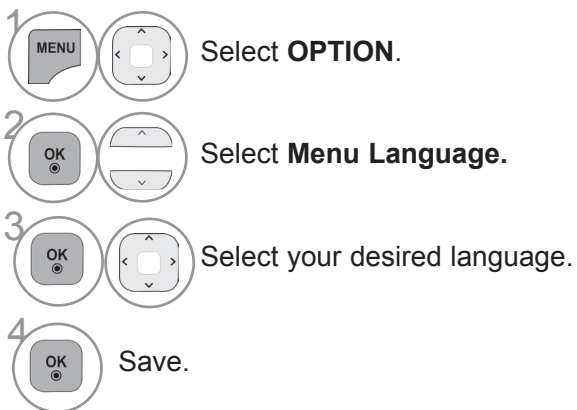 1
MENU
Select OPTION.
2
OK
Select Menu Language.
3
OK
Select your desired language.
4
OK
Save.